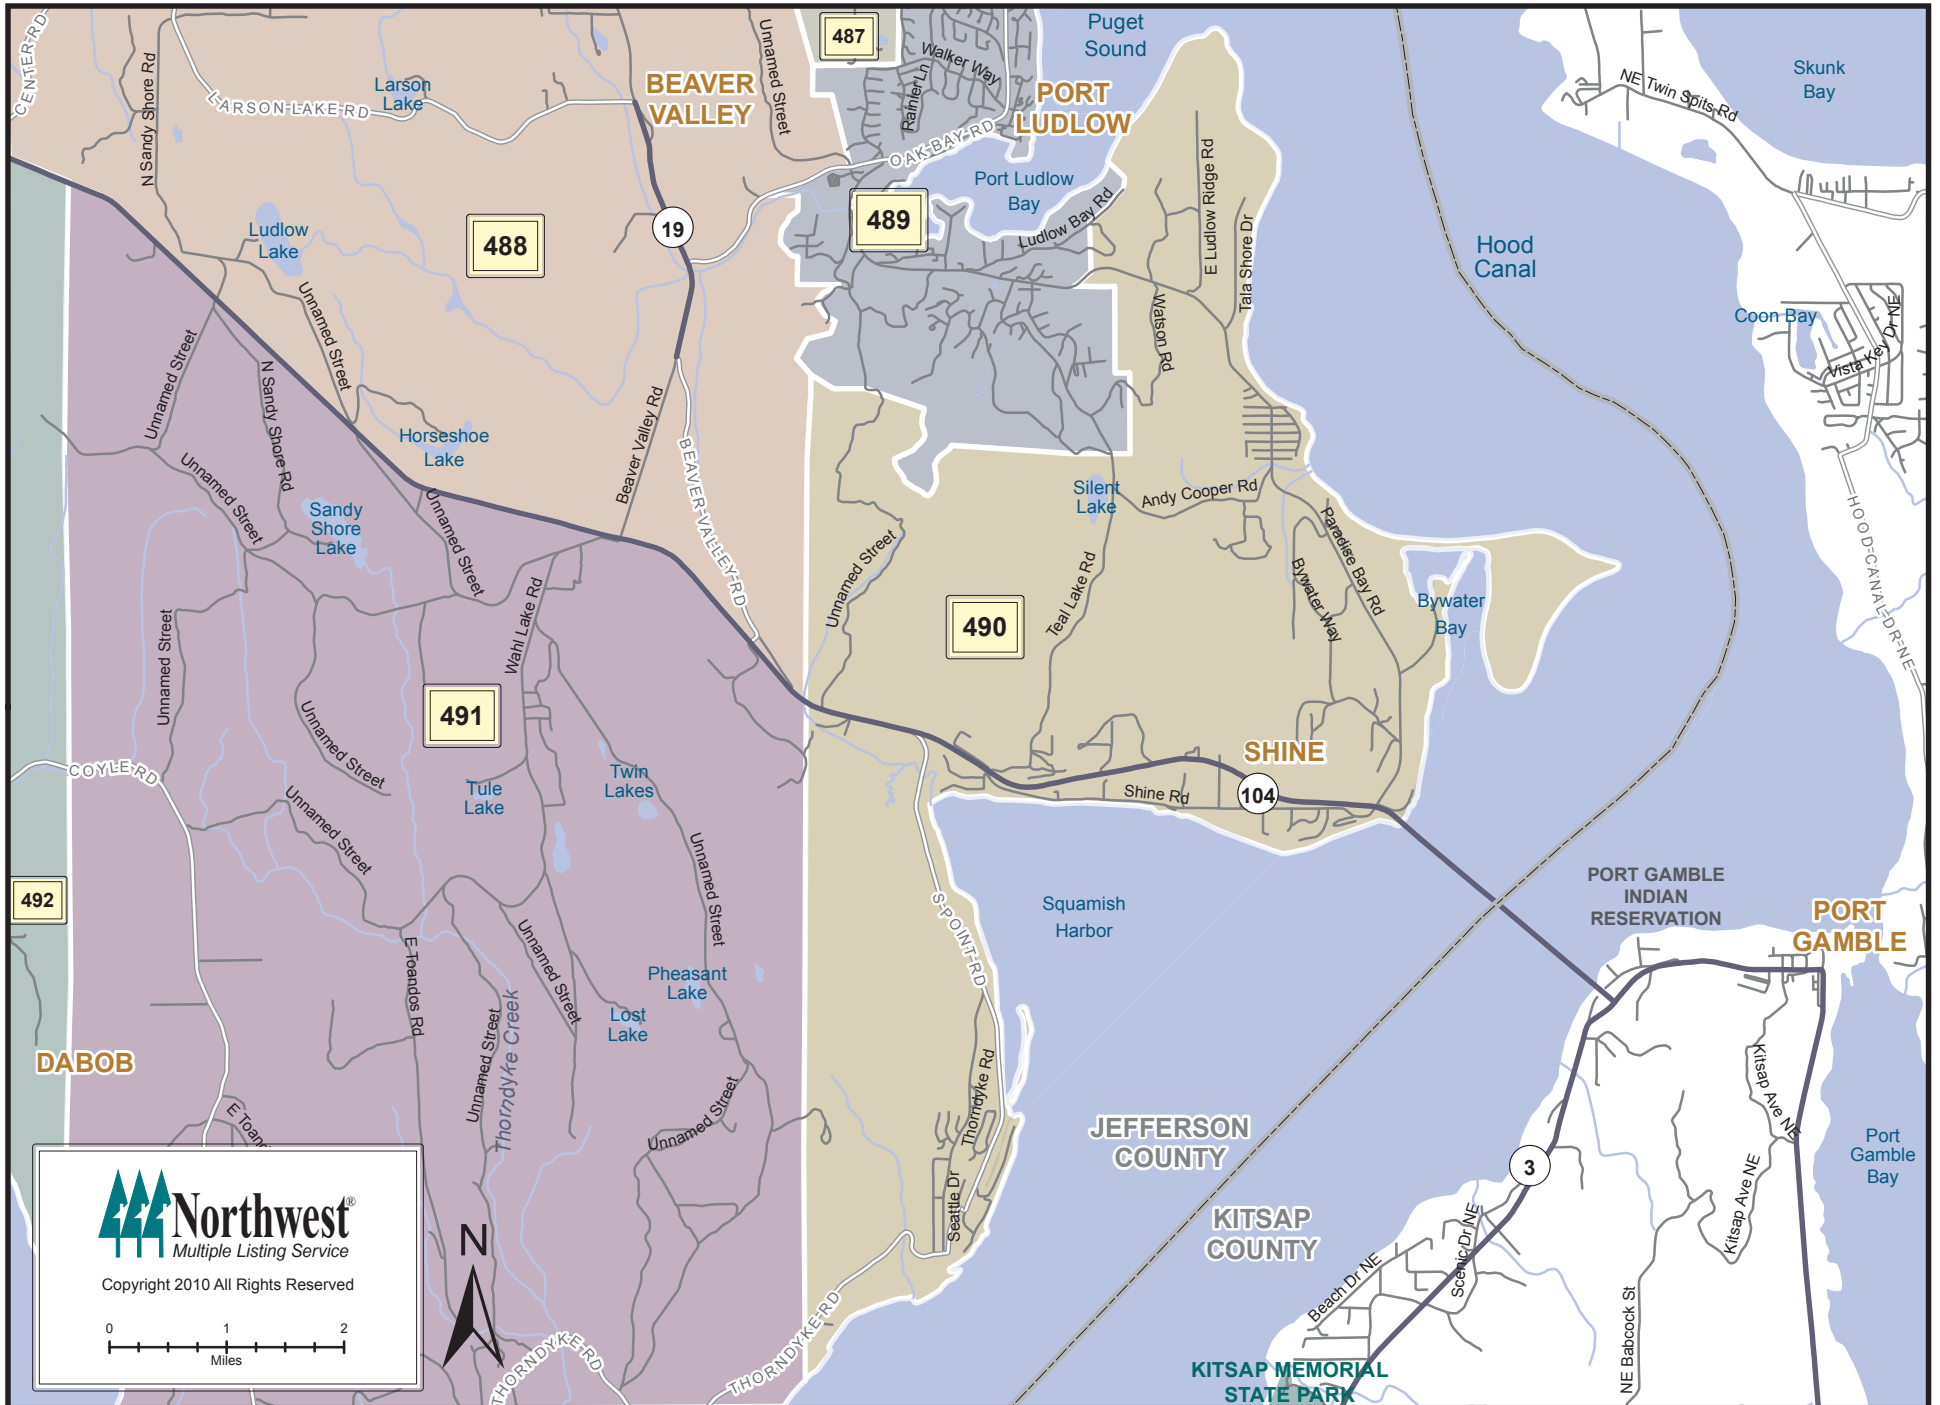 CENTER RD
N Sandy Shore Rd
LARSON LAKE RD
Larson
Lake
BEAVER
VALLEY
Unnamed Street
487
Walker Way
Rainier Ln
Puget
Sound
PORT
LUDLOW
OAK BAY RD
NE Twin Spits Rd
Skunk
Bay
Port Ludlow
Bay
Ludlow Bay Rd
E Ludlow Ridge Rd
Tala Shore Dr
489
488
19
Ludlow
Lake
Hood
Canal
Unnamed Street
Unnamed Street
N Sandy Shore Rd
Watson Rd
Coon Bay
Vista Key Dr NE
Horseshoe
Lake
Beaver Valley Rd
BEAVER VALLEY RD
Unnamed Street
Sandy
Shore
Lake
Unnamed Street
Silent
Lake
Andy Cooper Rd
Paradise Bay Rd
HOOD CANAL DR NE
Unnamed Street
Teal Lake Rd
Bywater Way
Bywater
Bay
490
Wahl Lake Rd
Unnamed Street
491
Unnamed Street
COYLE RD
Tule
Lake
Twin
Lakes
SHINE
Shine Rd
104
Unnamed Street
Unnamed Street
492
S POINT RD
Squamish
Harbor
PORT GAMBLE
INDIAN
RESERVATION
PORT
GAMBLE
E Toandos Rd
Unnamed Street
Pheasant
Lake
Lost
Lake
Unnamed Street
Thorndyke Creek
DABOB
E Toand
Unnamed Street
Thorndyke Rd
Seattle Dr
JEFFERSON
COUNTY
KITSAP
COUNTY
Kitsap Ave NE
Kitsap Ave NE
Port
Gamble
Bay
3
Scenic Dr NE
Beach Dr NE
NE Babcock St
KITSAP MEMORIAL
STATE PARK
THORNDYKE RD
THORNDYKE RD
Northwest®
Multiple Listing Service
Copyright 2010 All Rights Reserved
0 1 2
Miles
N